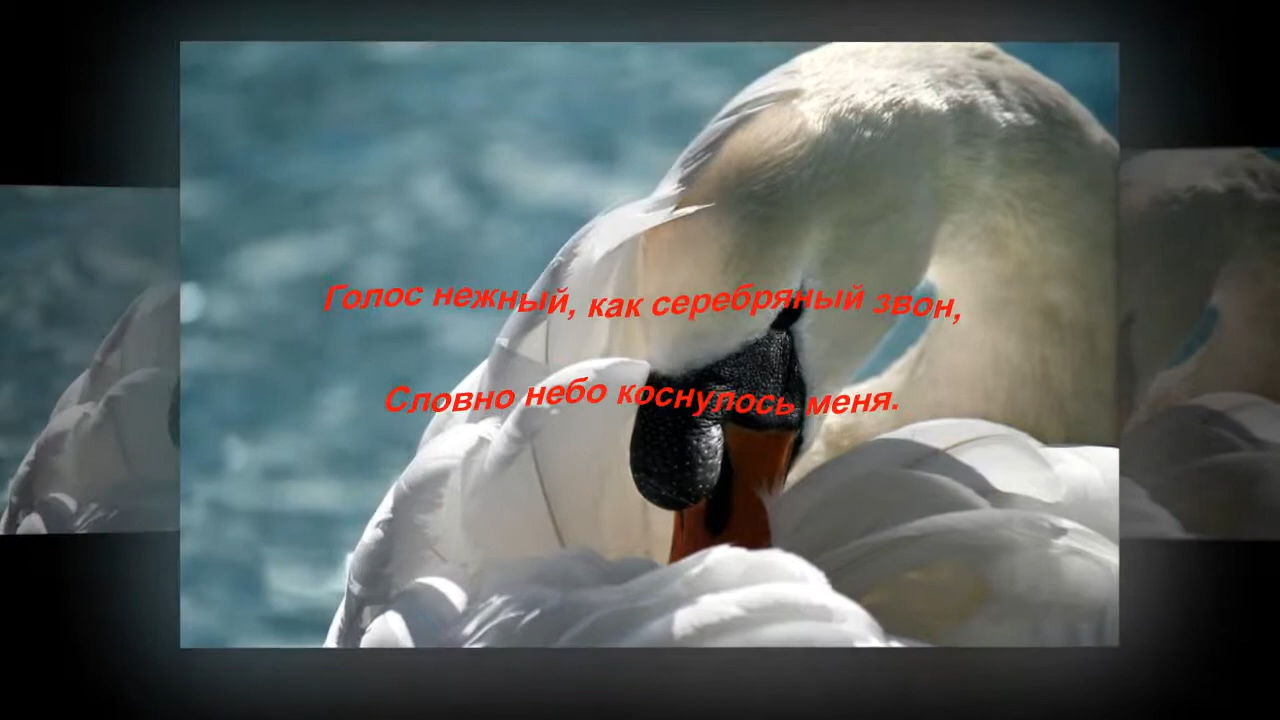 Голос нежный, как серебряный звон,
Словно небо коснулось меня.